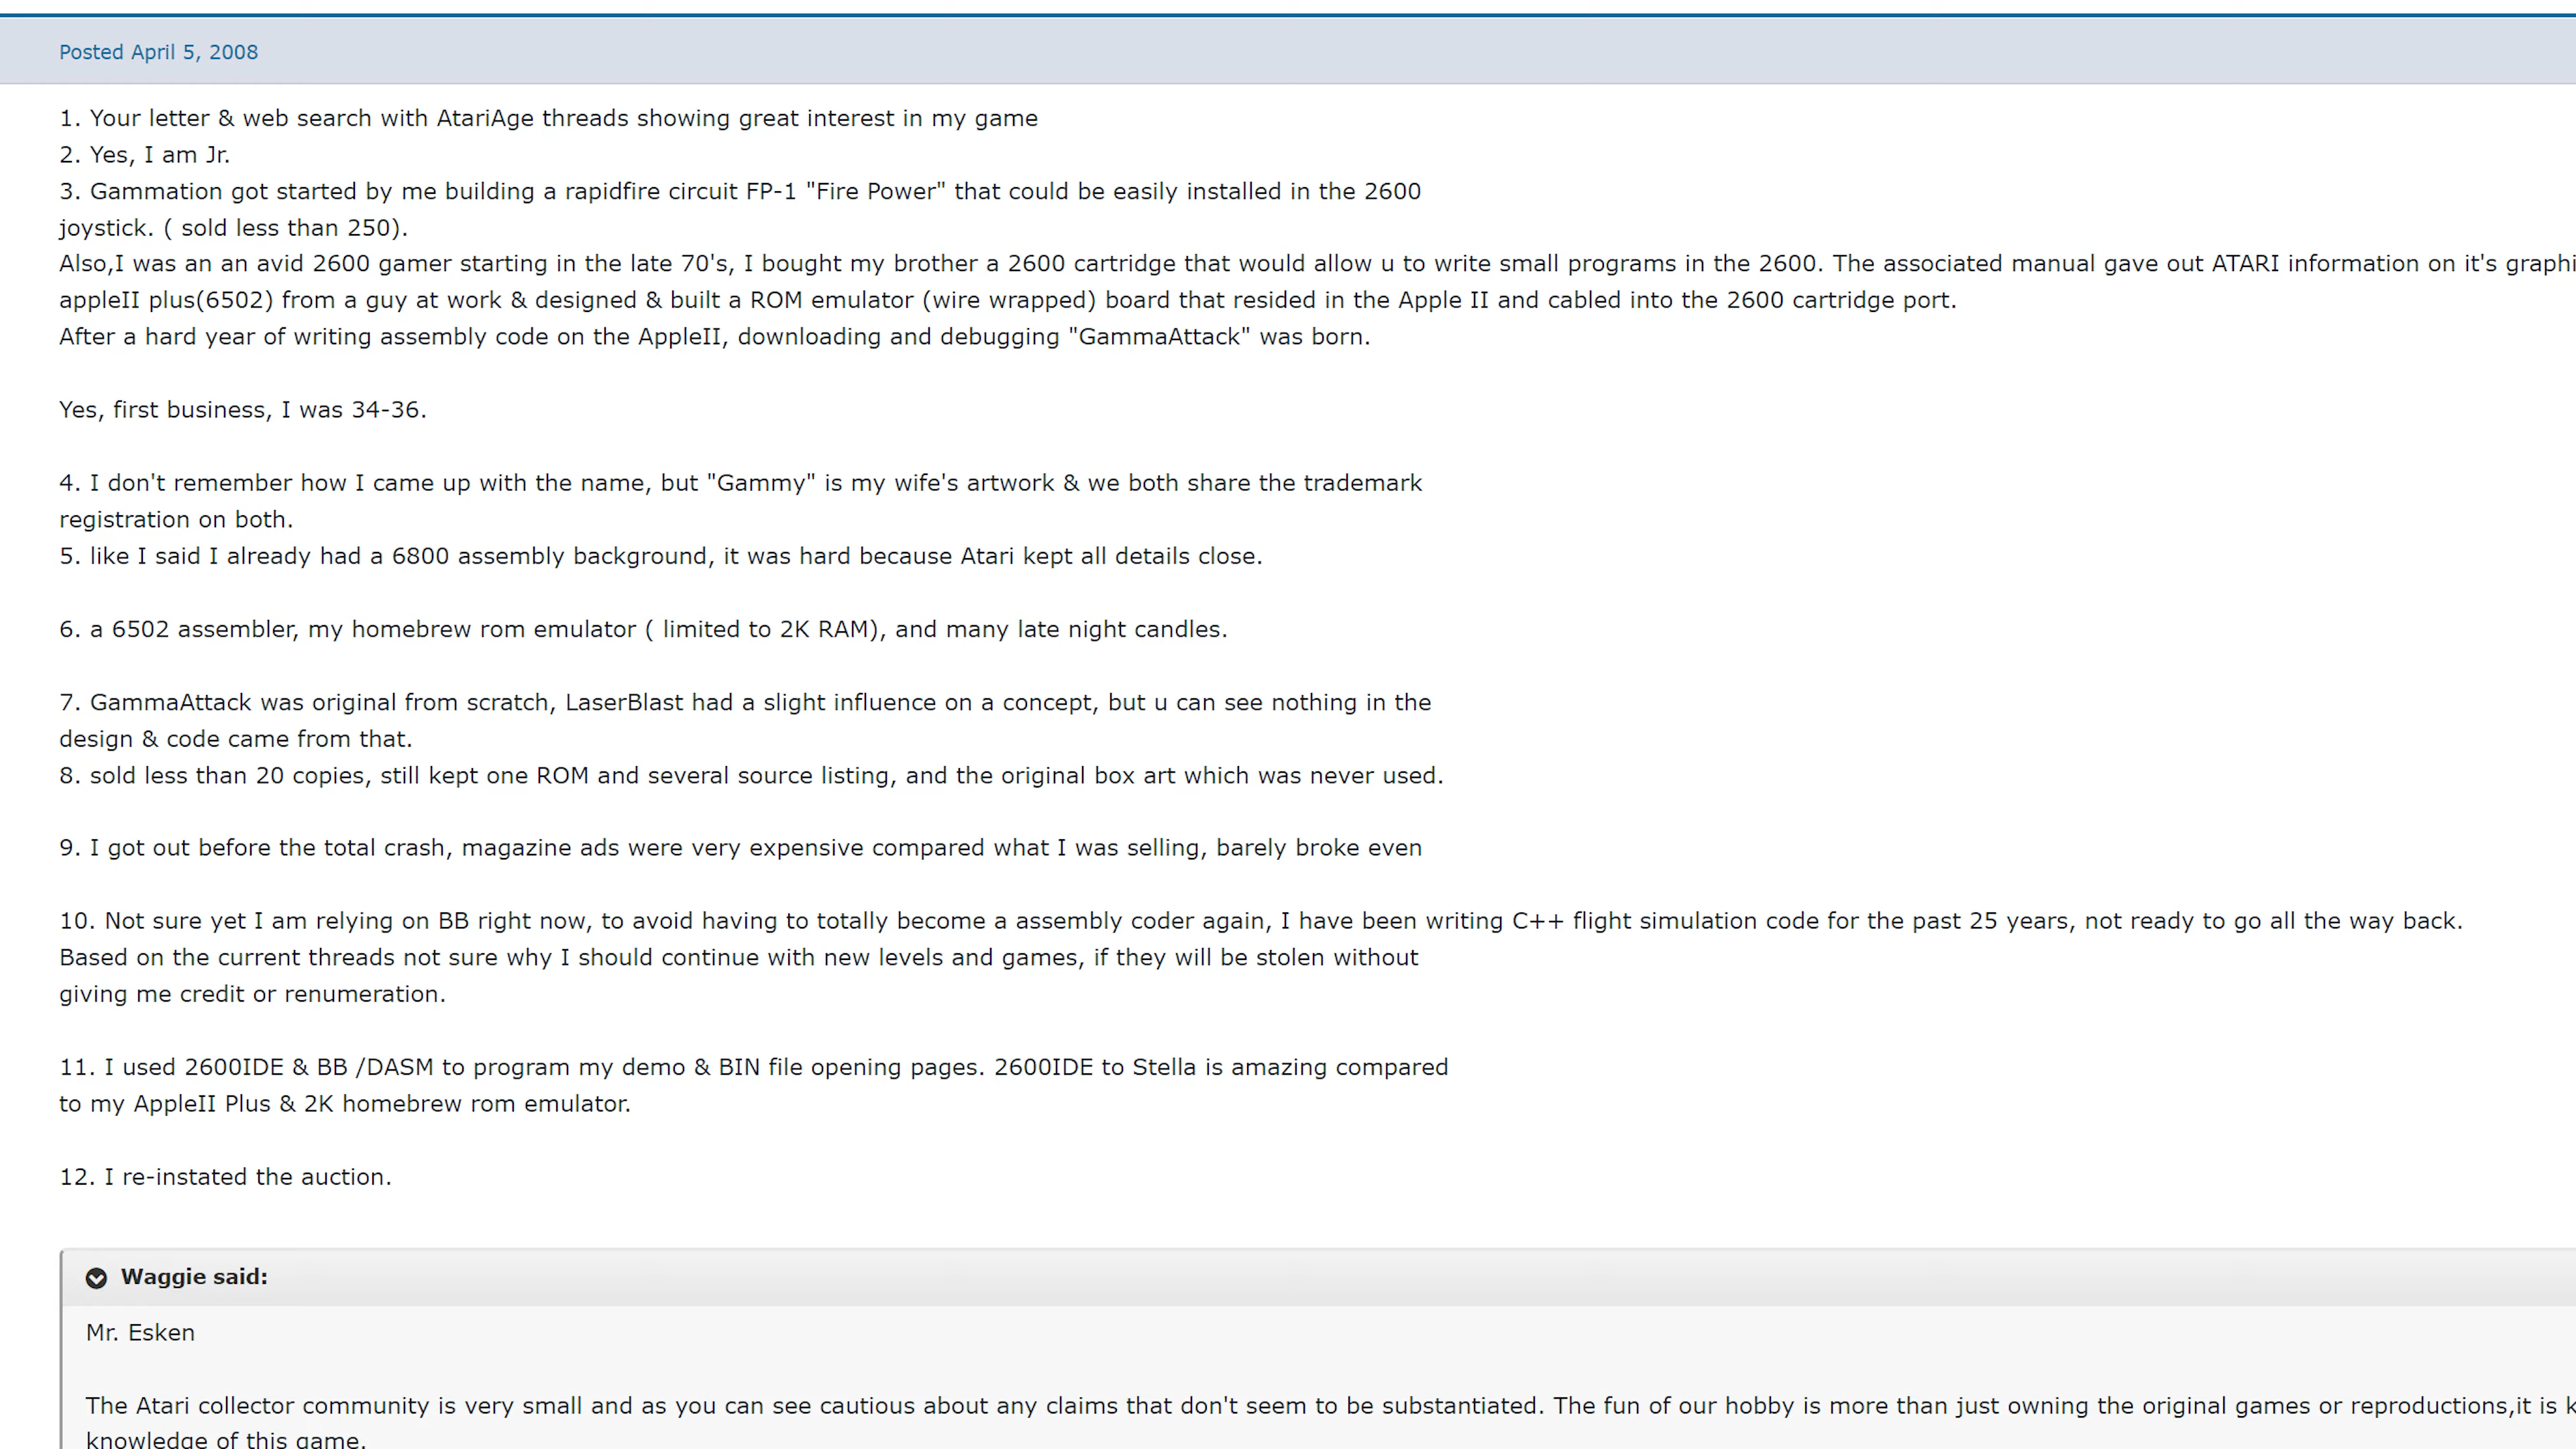 Posted April 5, 2008
1. Your letter & web search with AtariAge threads showing great interest in my game
2. Yes, I am Jr.
3. Gammation got started by me building a rapidfire circuit FP-1 "Fire Power" that could be easily installed in the 2600
joystick. ( sold less than 250).
Also,I was an an avid 2600 gamer starting in the late 70's, I bought my brother a 2600 cartridge that would allow u to write small programs in the 2600. The associated manual gave out ATARI information on it's graphi
appleII plus(6502) from a guy at work & designed & built a ROM emulator (wire wrapped) board that resided in the Apple II and cabled into the 2600 cartridge port.
After a hard year of writing assembly code on the AppleII, downloading and debugging "GammaAttack" was born.
Yes, first business, I was 34-36.
4. I don't remember how I came up with the name, but "Gammy" is my wife's artwork & we both share the trademark
registration on both.
5. like I said I already had a 6800 assembly background, it was hard because Atari kept all details close.
6. a 6502 assembler, my homebrew rom emulator ( limited to 2K RAM), and many late night candles.
7. GammaAttack was original from scratch, LaserBlast had a slight influence on a concept, but u can see nothing in the
design & code came from that.
8. sold less than 20 copies, still kept one ROM and several source listing, and the original box art which was never used.
9. I got out before the total crash, magazine ads were very expensive compared what I was selling, barely broke even
10. Not sure yet I am relying on BB right now, to avoid having to totally become a assembly coder again, I have been writing C++ flight simulation code for the past 25 years, not ready to go all the way back.
Based on the current threads not sure why I should continue with new levels and games, if they will be stolen without
giving me credit or renumeration.
11. I used 2600IDE & BB /DASM to program my demo & BIN file opening pages. 2600IDE to Stella is amazing compared
to my AppleII Plus & 2K homebrew rom emulator.
12. I re-instated the auction.
Waggie said:
Mr. Esken
The Atari collector community is very small and as you can see cautious about any claims that don't seem to be substantiated. The fun of our hobby is more than just owning the original games or reproductions,it is k
knowledge of this game.